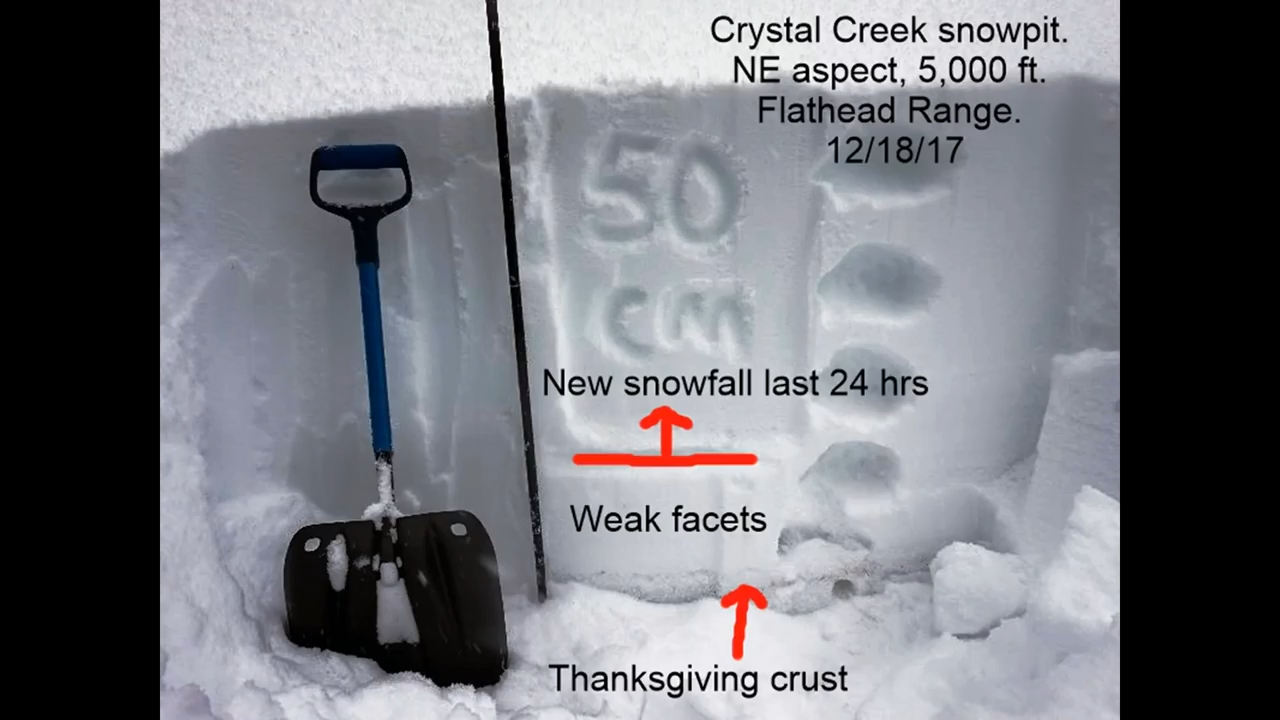 Crystal Creek snowpit.
NE aspect, 5,000 ft.
Flathead Range.
12/18/17
50
cm
New snowfall last 24 hrs
Weak facets
Thanksgiving crust